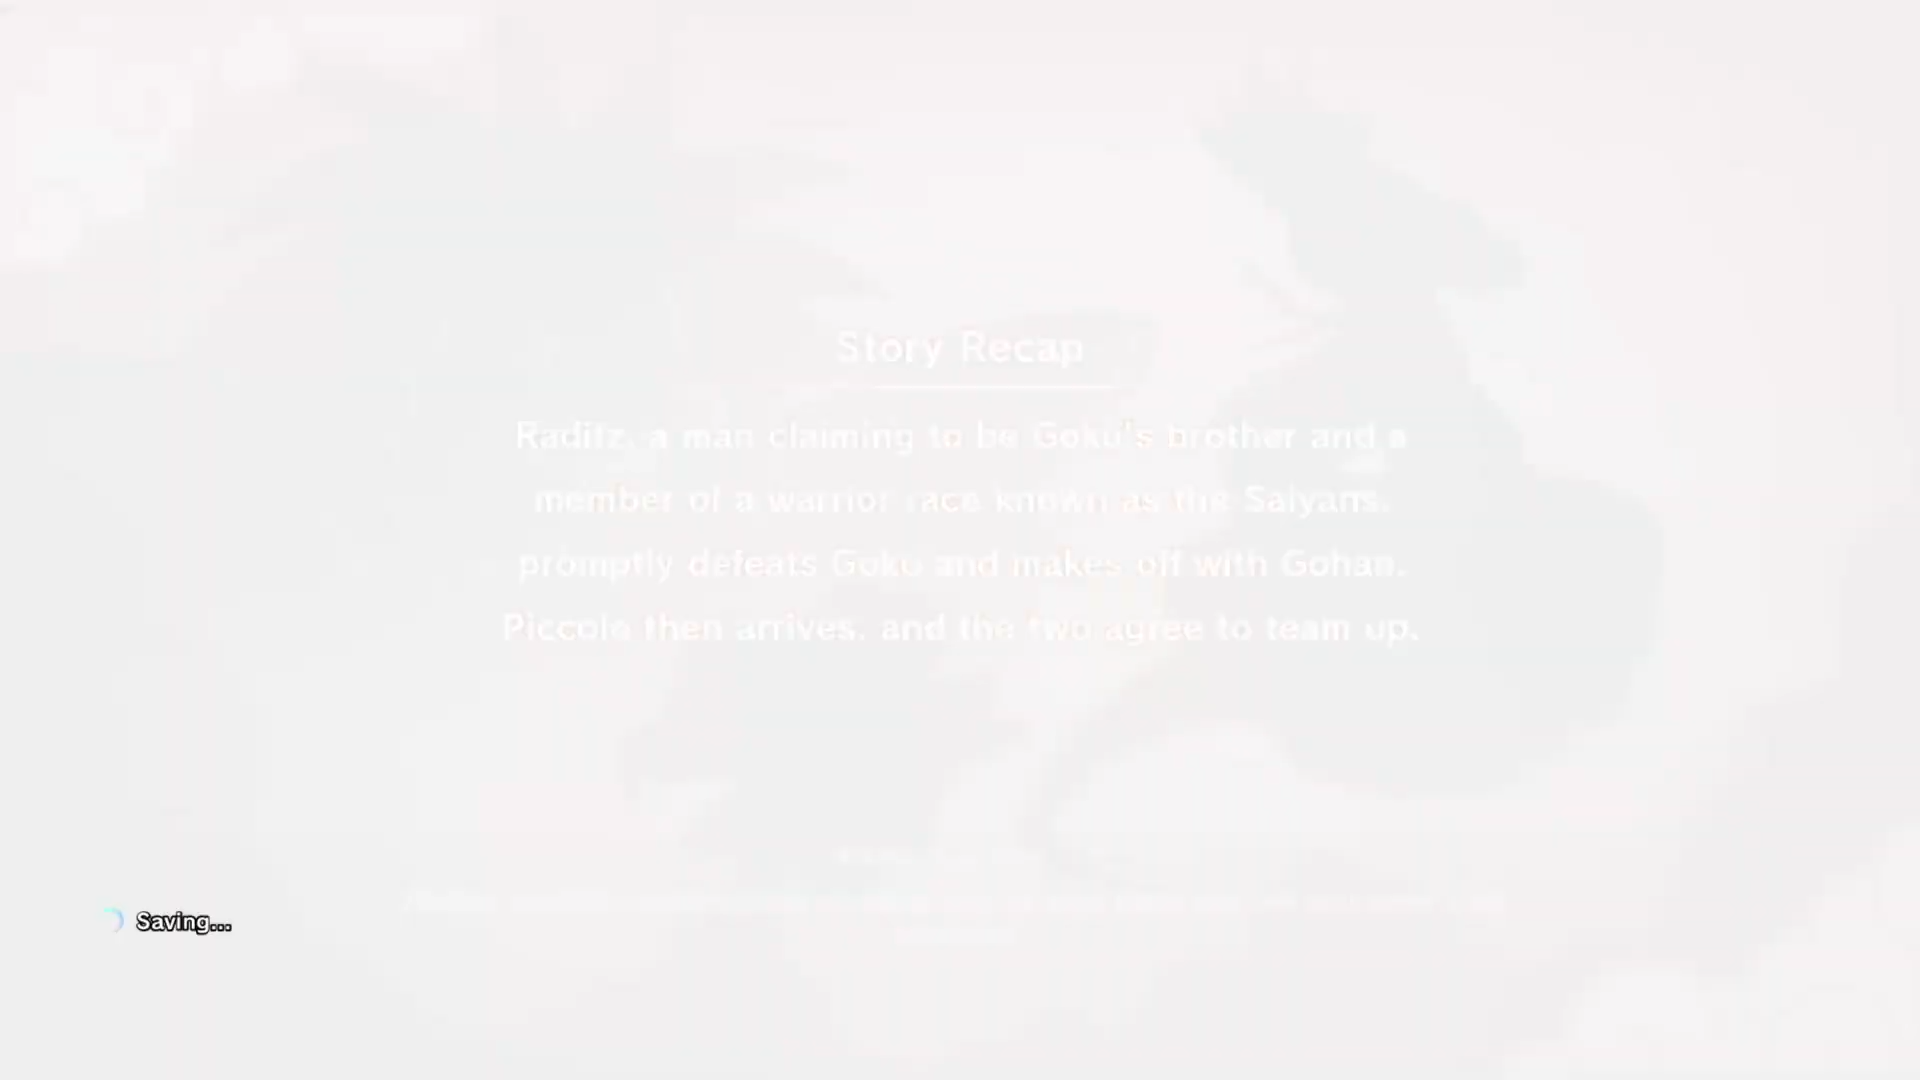 Story Recap
Raditz, a man claiming to be Goku's brother and a
member of a warrior race known as the Saiyans,
promptly defeats Goku and makes off with Gohan.
Piccolo then arrives, and the two agree to team up.
Saving...